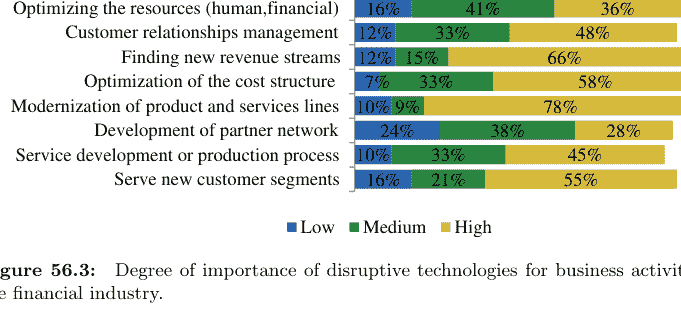 Optimizing the resources (human,financial) 16% 41% 36%
Customer relationships management 12% 33% 48%
Finding new revenue streams 12% 15% 66%
Optimization of the cost structure 7% 33% 58%
Modernization of product and services lines 10% 9% 78%
Development of partner network 24% 38% 28%
Service development or production process 10% 33% 45%
Serve new customer segments 16% 21% 55%
Low Medium High
gure 56.3: Degree of importance of disruptive technologies for business activit
e financial industry.